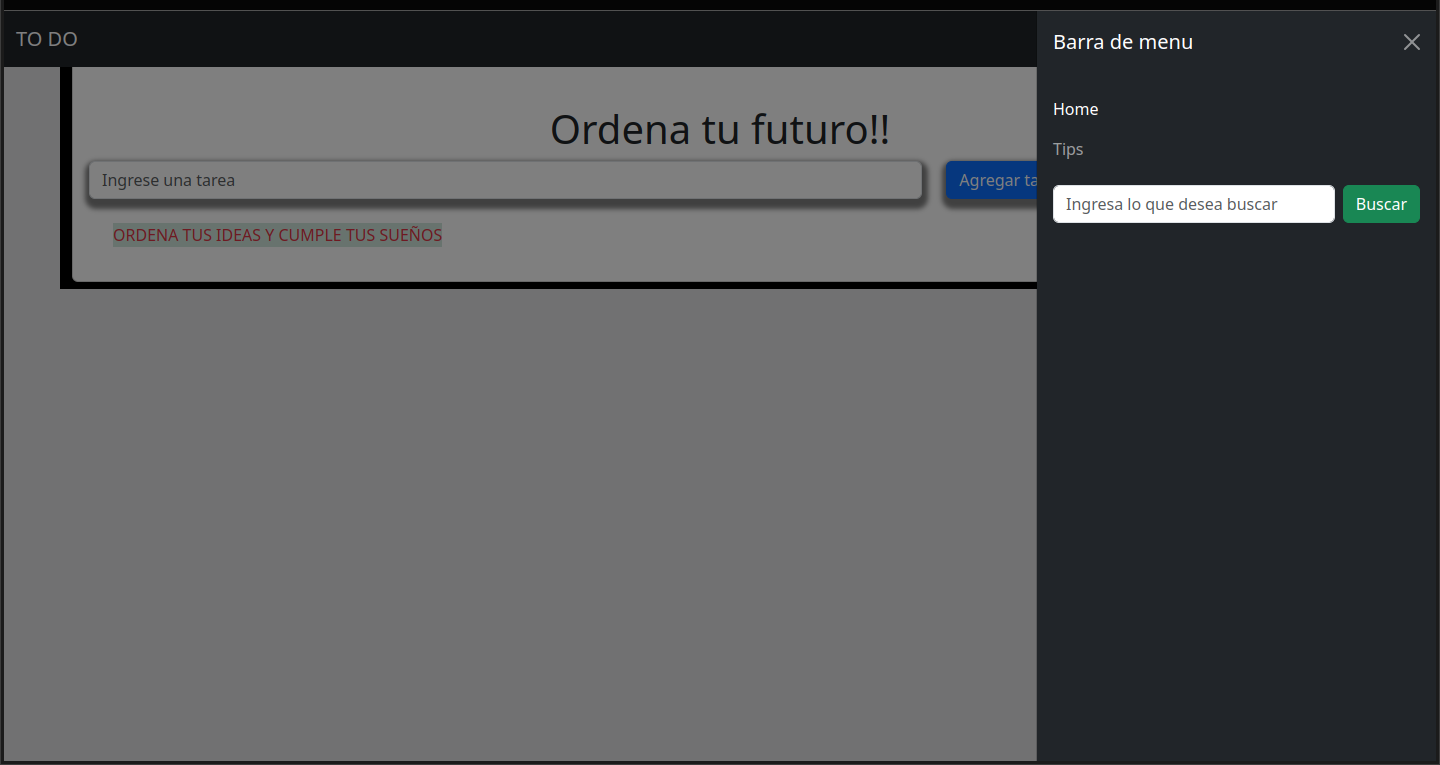 TO DO
Ordena tu futuro!!
Ingrese una tarea
Agregar ta
ORDENA TUS IDEAS Y CUMPLE TUS SUEÑOS
Barra de menu
Home
Tips
Ingresa lo que desea buscar
Buscar